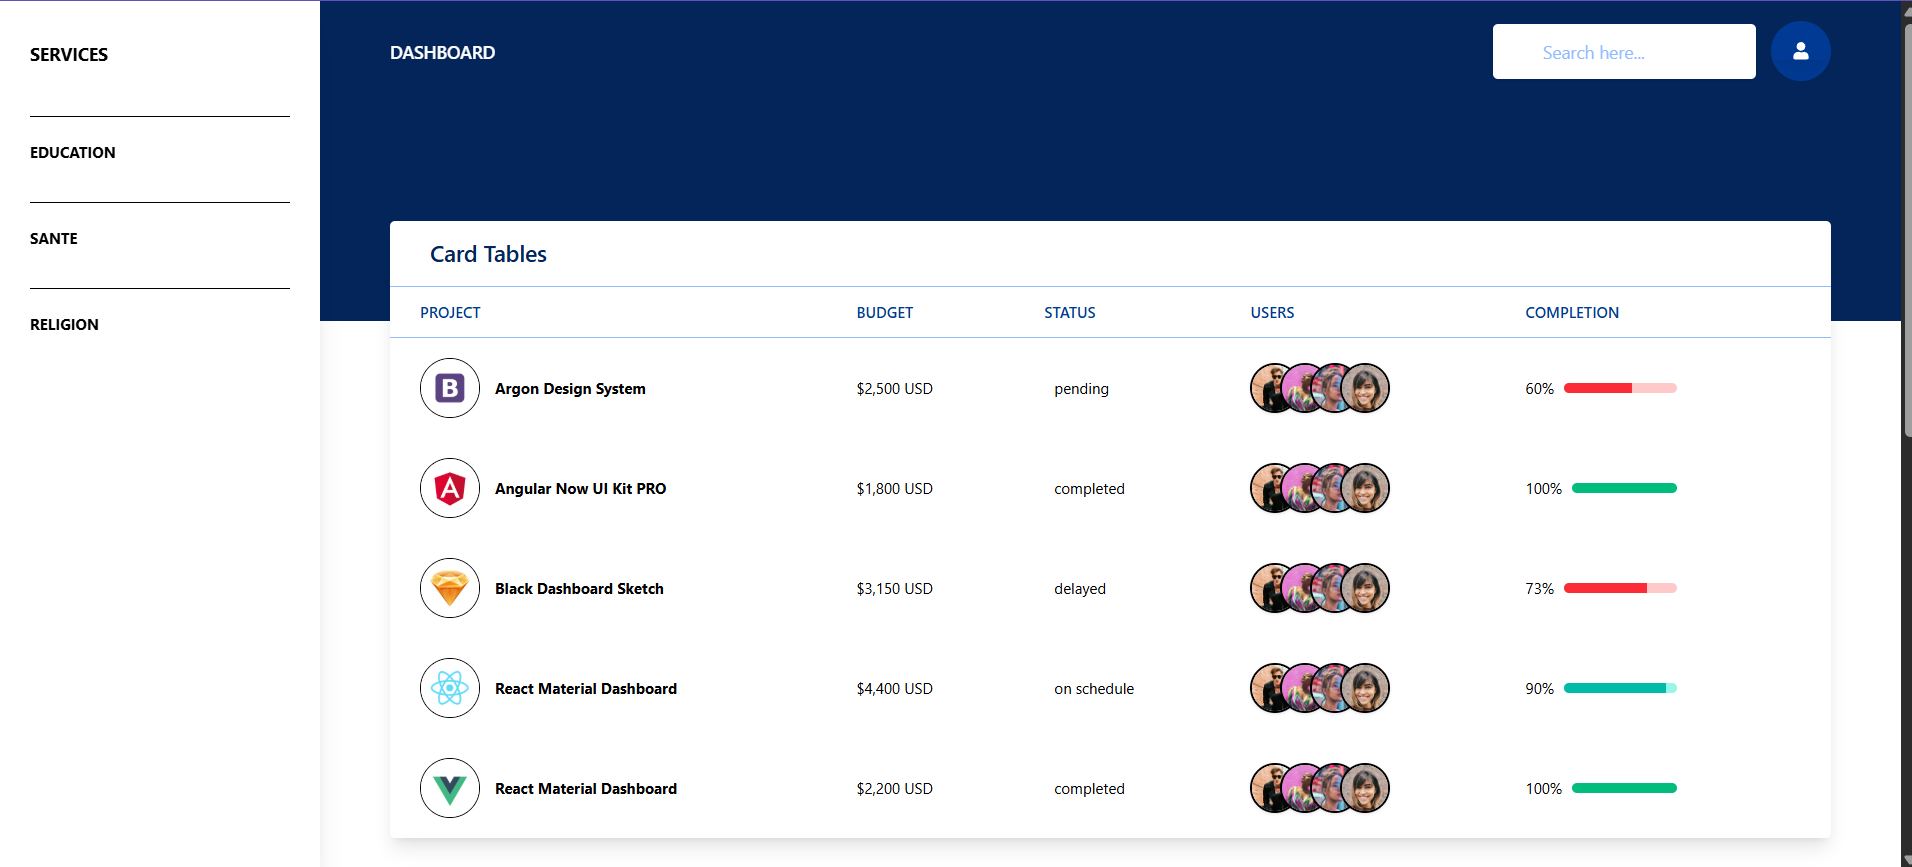 SERVICES
EDUCATION
SANTE
RELIGION
DASHBOARD
Search here...
Card Tables
PROJECT BUDGET STATUS USERS COMPLETION
B Argon Design System $2,500 USD pending 60%
A Angular Now UI Kit PRO $1,800 USD completed 100%
Black Dashboard Sketch $3,150 USD delayed 73%
React Material Dashboard $4,400 USD on schedule 90%
React Material Dashboard $2,200 USD completed 100%